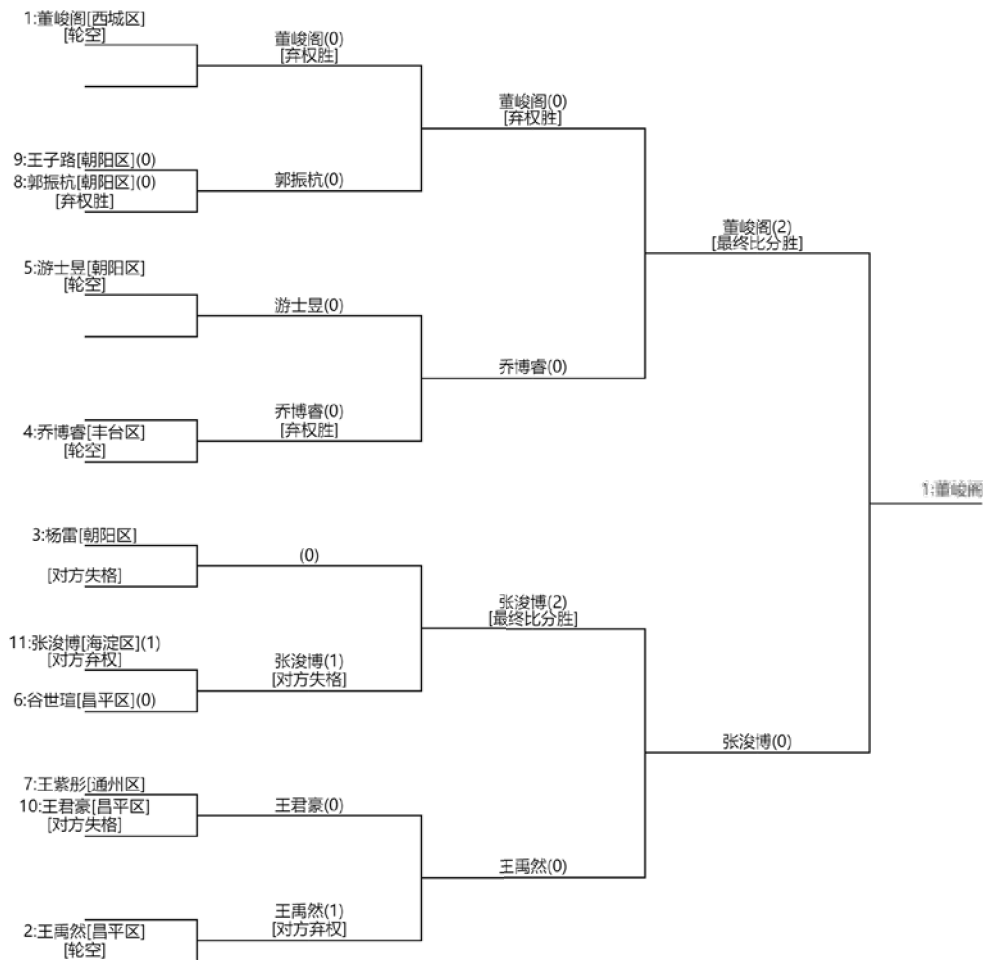 1:董峻阁[西城区]
[轮空]
董峻阁(0)
[弃权胜]
董峻阁(0)
[弃权胜]
9:王子路[朝阳区](0)
8:郭振杭[朝阳区](0)
[弃权胜]
郭振杭(0)
董峻阁(2)
[最终比分胜]
5:游士昱[朝阳区]
[轮空]
游士昱(0)
乔博睿(0)
乔博睿(0)
[弃权胜]
4:乔博睿[丰台区]
[轮空]
1:董峻阁
3:杨雷[朝阳区]
[对方失格]
(0)
张浚博(2)
[最终比分胜]
11:张浚博[海淀区](1)
[对方弃权]
张浚博(1)
[对方失格]
6:谷世瑄[昌平区](0)
张浚博(0)
7:王紫彤[通州区]
10:王君豪[昌平区]
[对方失格]
王君豪(0)
王禹然(0)
王禹然(1)
[对方弃权]
2:王禹然[昌平区]
[轮空]